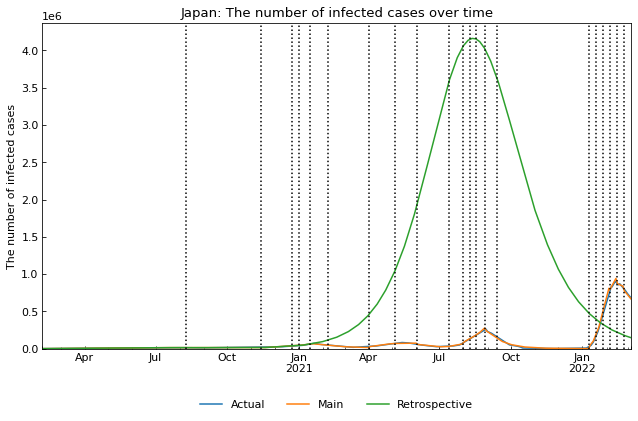 Japan: The number of infected cases over time
1e6
4.0
3.5
3.0
2.5
2.0
1.5
1.0
0.5
0.0
The number of infected cases
Apr Jul Oct Jan Apr Jul Oct Jan
2021 2022
Actual Main Retrospective